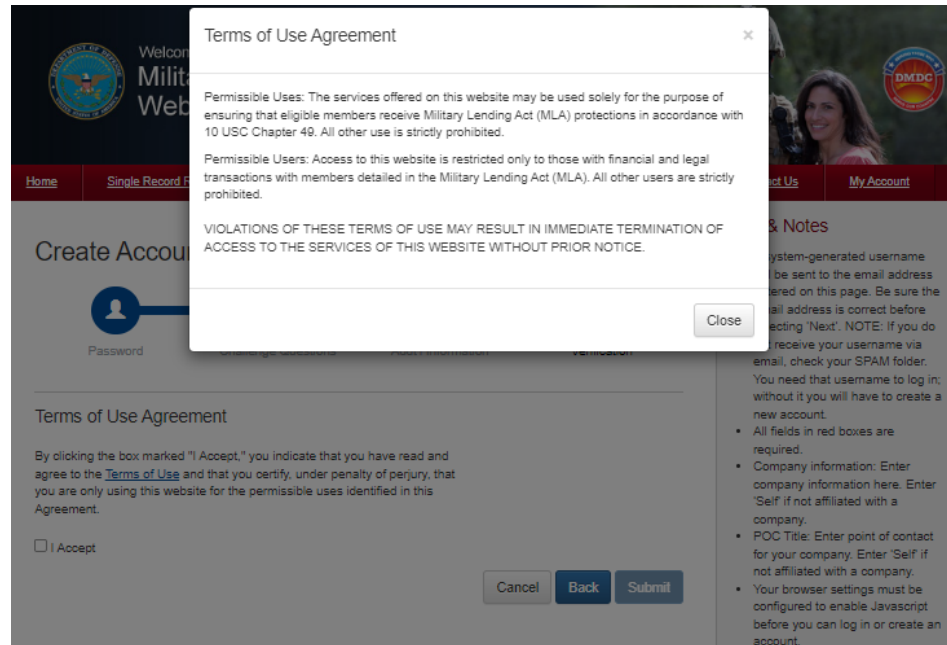 Welcon
Milita
Web
DMDC
Terms of Use Agreement
×
Permissible Uses: The services offered on this website may be used solely for the purpose of
ensuring that eligible members receive Military Lending Act (MLA) protections in accordance with
10 USC Chapter 49. All other use is strictly prohibited.
Permissible Users: Access to this website is restricted only to those with financial and legal
transactions with members detailed in the Military Lending Act (MLA). All other users are strictly
prohibited.
VIOLATIONS OF THESE TERMS OF USE MAY RESULT IN IMMEDIATE TERMINATION OF
ACCESS TO THE SERVICES OF THIS WEBSITE WITHOUT PRIOR NOTICE.
Close
Home Single Record R act Us My Account
Create Accou
Password Challenge Questions Acct Information Verification
Terms of Use Agreement
By clicking the box marked "I Accept," you indicate that you have read and
agree to the Terms of Use and that you certify, under penalty of perjury, that
you are only using this website for the permissible uses identified in this
Agreement.
I Accept
Cancel Back Submit
& Notes
system-generated username
be sent to the email address
tered on this page. Be sure the
ail address is correct before
ecting 'Next'. NOTE: If you do
t receive your username via
email, check your SPAM folder.
You need that username to log in;
without it you will have to create a
new account.
• All fields in red boxes are
required.
• Company information: Enter
company information here. Enter
'Self' if not affiliated with a
company.
• POC Title: Enter point of contact
for your company. Enter 'Self' if
not affiliated with a company.
• Your browser settings must be
configured to enable Javascript
before you can log in or create an
account.